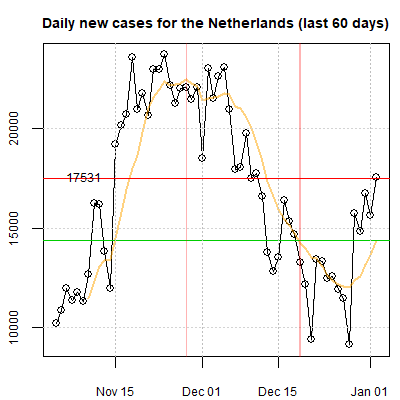 Daily new cases for the Netherlands (last 60 days)
20000
17531
15000
10000
Nov 15 Dec 01 Dec 15 Jan 01